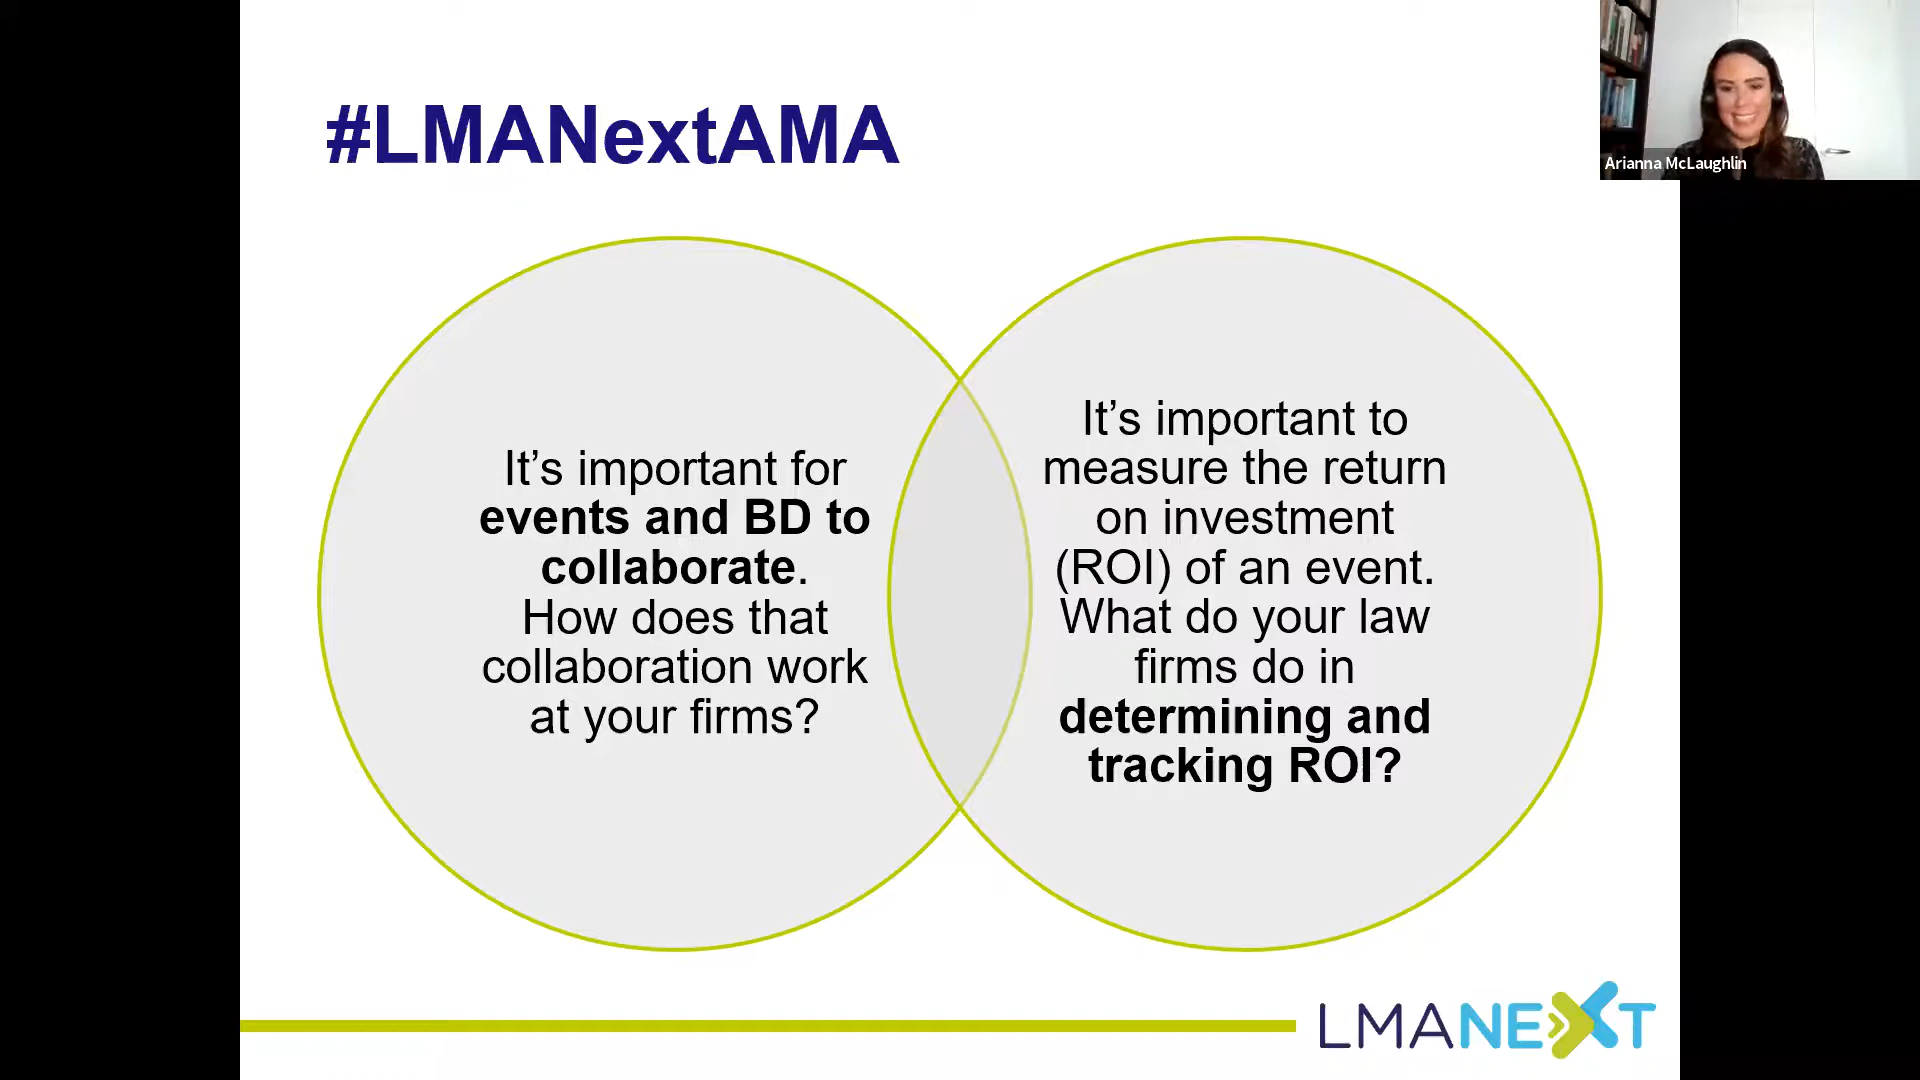 #LMANextAMA
Arianna McLaughlin
It’s important for
events and BD to
collaborate.
How does that
collaboration work
at your firms?
It’s important to
measure the return
on investment
(ROI) of an event.
What do your law
firms do in
determining and
tracking ROI?
LMANEXT